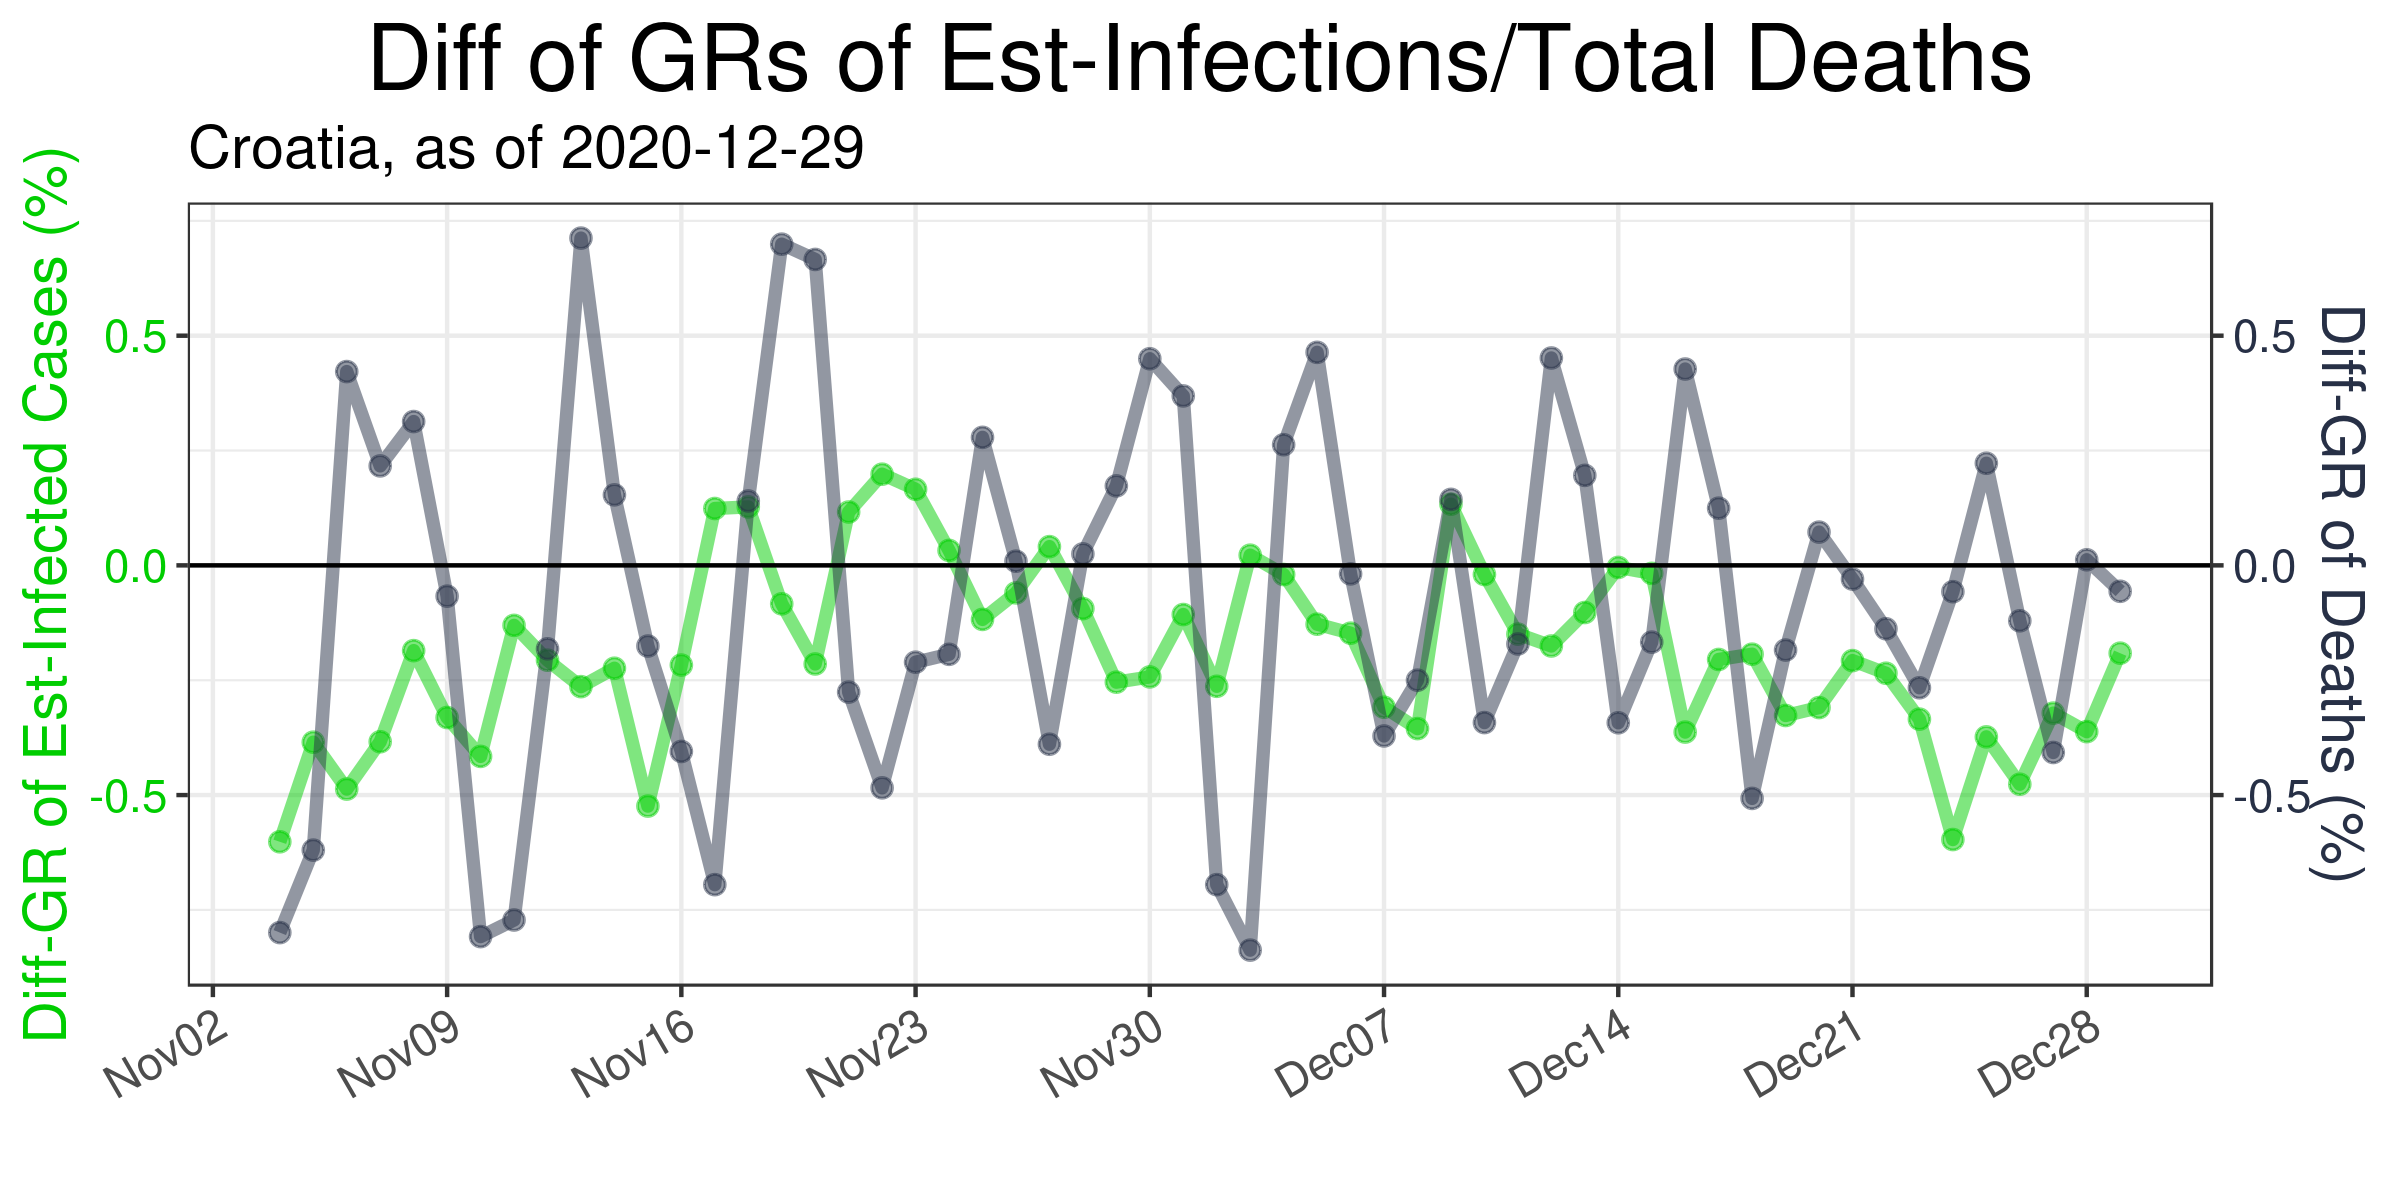 Diff of GRs of Est-Infections/Total Deaths
Croatia, as of 2020-12-29
Diff-GR of Est-Infected Cases (%)
0.5
0.0
-0.5
0.5
0.0
-0.5
Diff-GR of Deaths (%)
Nov02
Nov09
Nov16
Nov23
Nov30
Dec07
Dec14
Dec21
Dec28